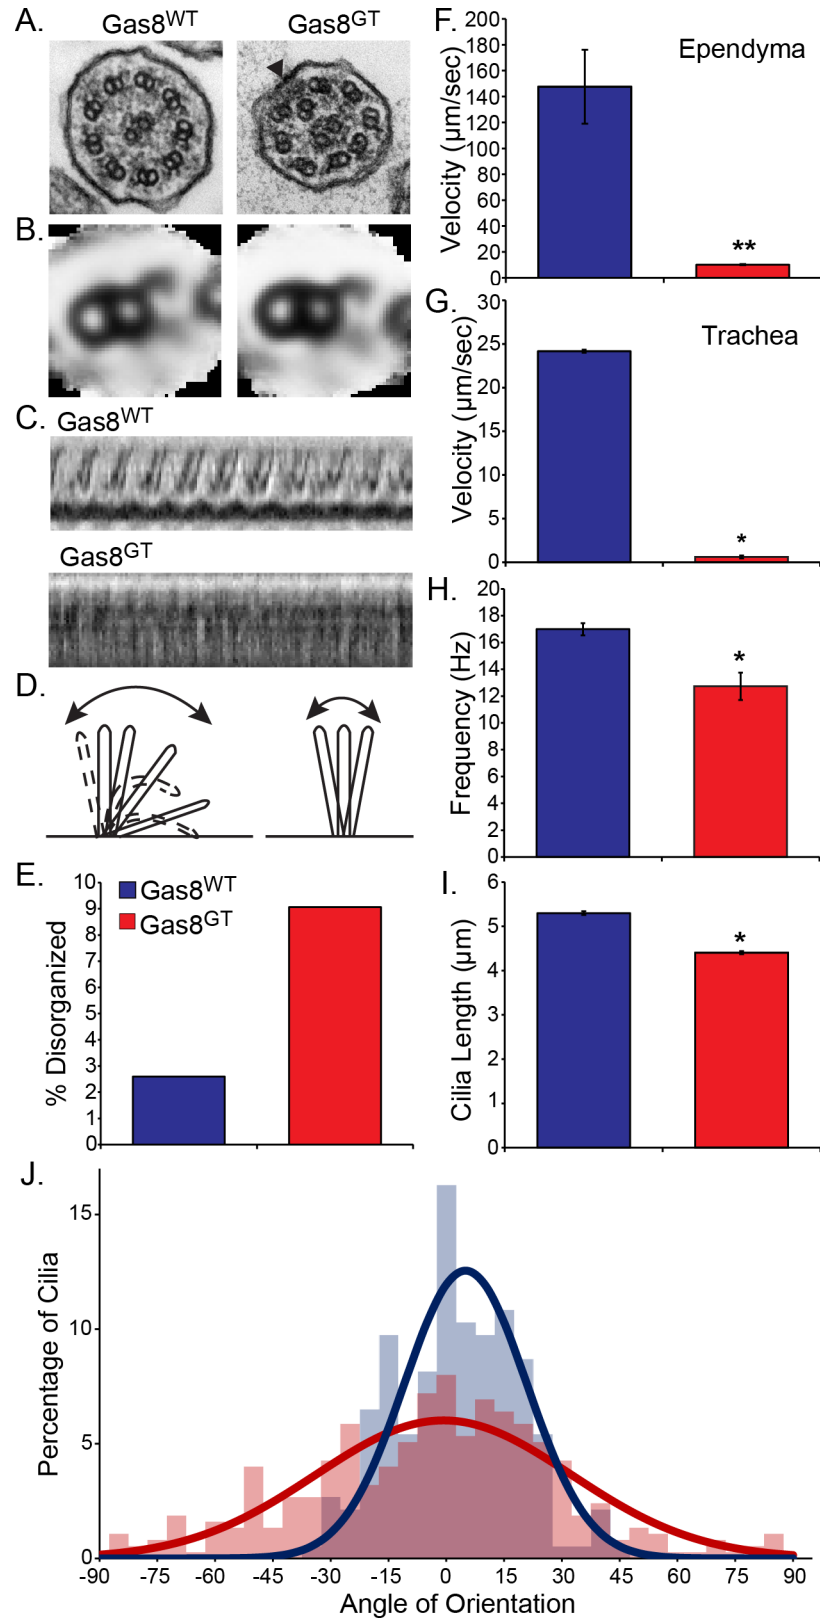 A.
Gas8WT
Gas8GT
B.
C.
Gas8WT
Gas8GT
D.
E.
Gas8WT
Gas8GT
% Disorganized
10
9
8
7
6
5
4
3
2
1
0
F.
Ependyma
Velocity (μm/sec)
200
180
160
140
120
100
80
60
40
20
0
**
G.
Trachea
Velocity (μm/sec)
30
25
20
15
10
5
0
*
H.
Frequency (Hz)
20
18
16
14
12
10
8
6
4
2
0
*
I.
Cilia Length (μm)
6
5
4
3
2
1
0
*
J.
Percentage of Cilia
15
10
5
0
-90 -75 -60 -45 -30 -15 0 15 30 45 60 75 90
Angle of Orientation